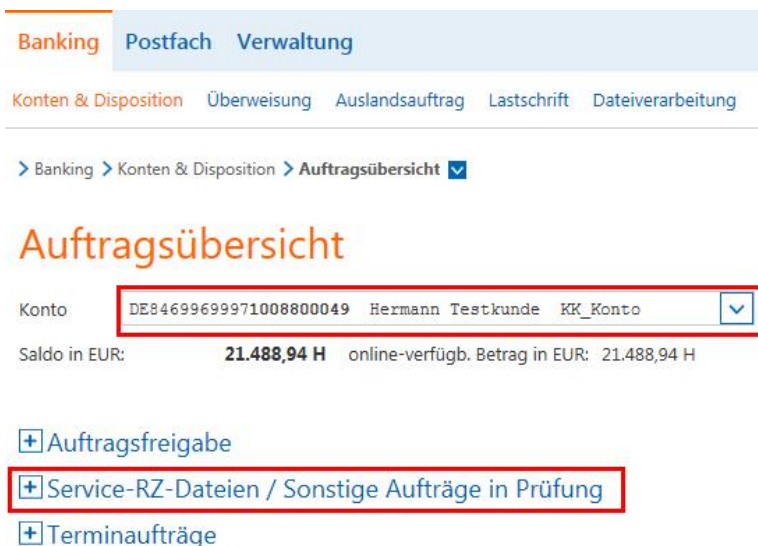 Banking Postfach Verwaltung
Konten & Disposition Überweisung Auslandsauftrag Lastschrift Dateiverarbeitung
Banking Konten & Disposition Auftragsübersicht
Auftragsübersicht
Konto DE84699699971008800049 Hermann Testkunde KK_Konto
Saldo in EUR: 21.488,94 H online-verfügb. Betrag in EUR: 21.488,94 H
Auftragsfreigabe
Service-RZ-Dateien / Sonstige Aufträge in Prüfung
Terminaufträge